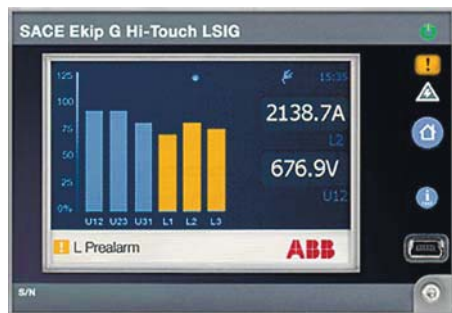 SACE Ekip G Hi-Touch LSIG
125
100
75
50
25
0%
U12 U23 U31 L1 L2 L3
15:35
2138.7A
L2
676.9V
U12
! L Prealarm
ABB
S/N